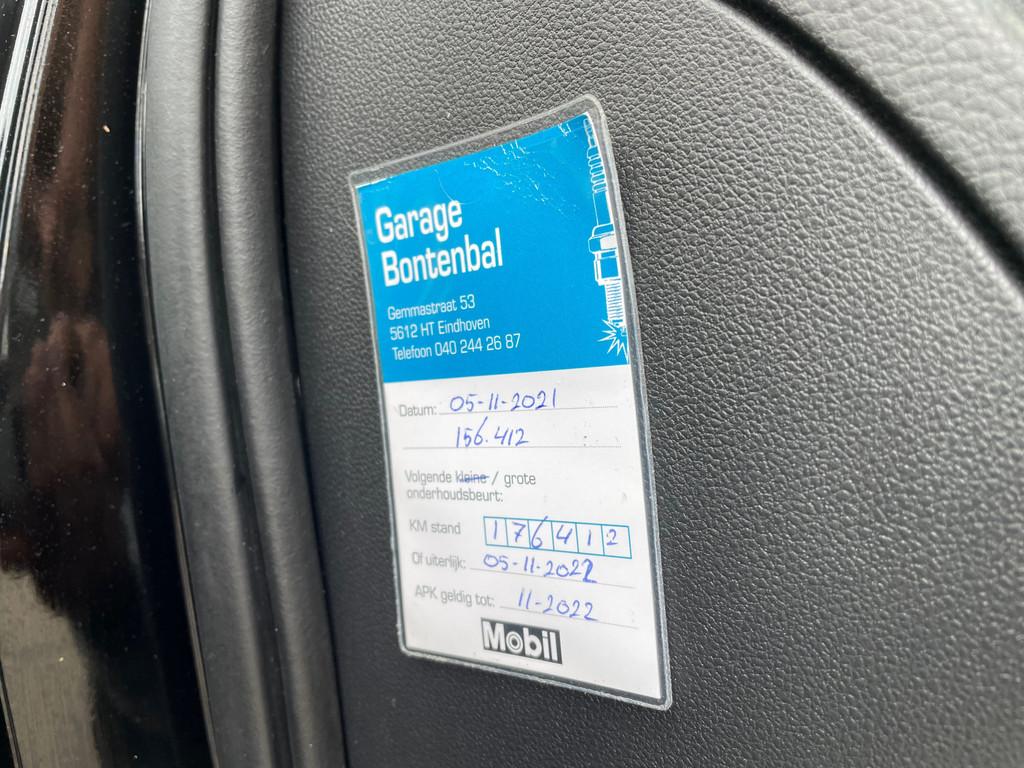 Garage
Bontenbal
Gemmastraat 53
5612 HT Eindhoven
Telefoon 040 244 26 87
Datum: 05-11-2021
156.412
Volgende kleine / grote
onderhoudsbeurt:
KM stand 176412
Of uiterlijk: 05-11-2022
APK geldig tot: 11-2022
Mobil